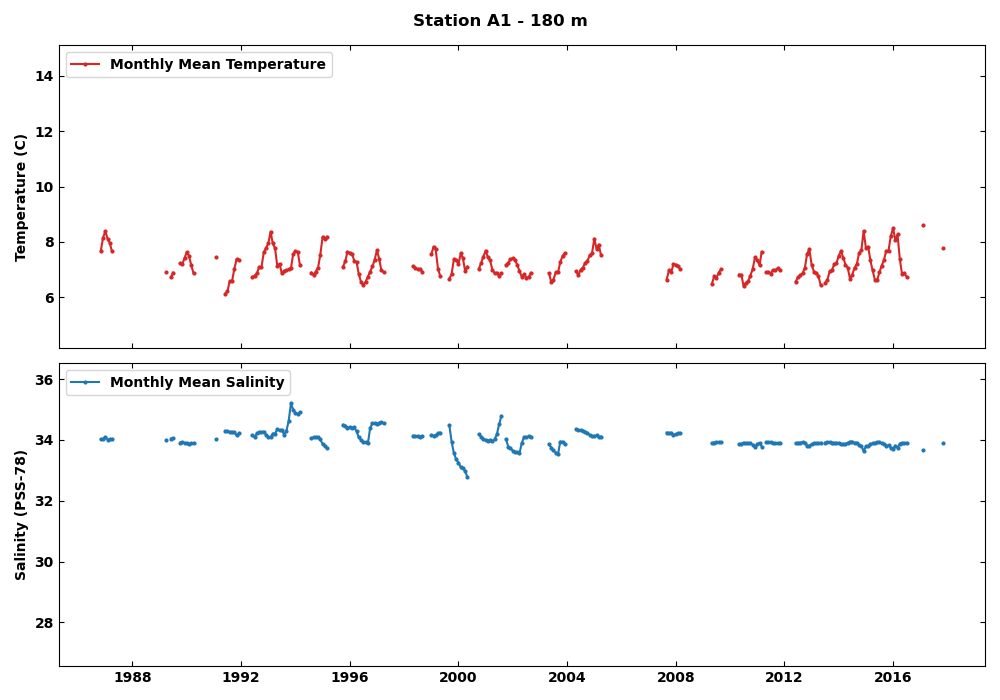 Station A1 - 180 m
Monthly Mean Temperature
Temperature (C)
14
12
10
8
6
Monthly Mean Salinity
Salinity (PSS-78)
36
34
32
30
28
1988 1992 1996 2000 2004 2008 2012 2016